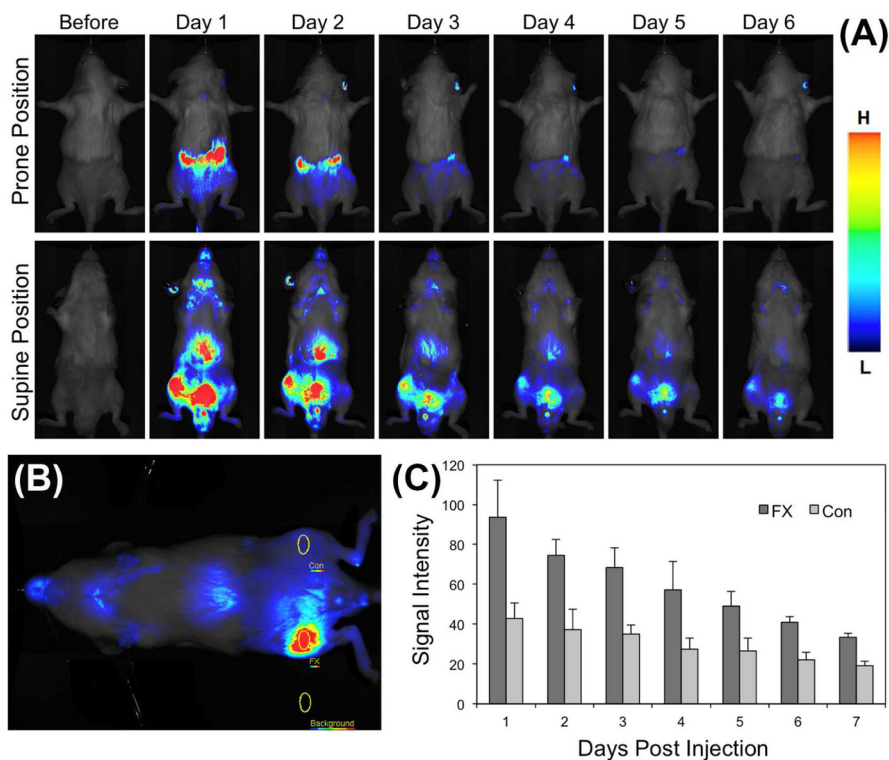 Before Day 1 Day 2 Day 3 Day 4 Day 5 Day 6 (A)
Prone Position
Supine Position
H
L
(B)
Con
FX
Background
(C)
Signal Intensity
120
100
80
60
40
20
0
FX Con
1 2 3 4 5 6 7
Days Post Injection